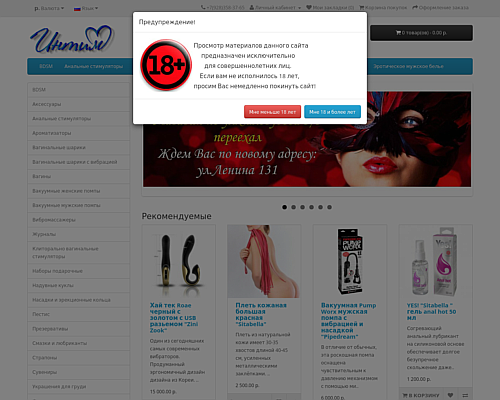 р. Валюта
Язык
Личный кабинет
Мои закладки (0)
Корзина покупок
Оформление заказа
Предупреждение!
18+
Просмотр материалов данного сайта
предназначен исключительно
для совершеннолетних лиц.
Если вам не исполнилось 18 лет,
просим Вас немедленно покинуть сайт!
Мне меньше 18 лет
Мне 18 и более лет
Интим
0 товар(ов) - 0.00 р.
BDSM
Анальные стимуляторы
Эротическое мужское белье
BDSM
Аксессуары
Анальные стимуляторы
Ароматизаторы
Вагинальные шарики
Вагинальные шарики с вибрацией
Вагины
Вакуумные женские помпы
Вакуумные мужские помпы
Вибромассажеры
Журналы
Клиторально вагинальные
стимуляторы
Наборы подарочные
Надувные куклы
Насадки и эрекционные кольца
Пестис
Презервативы
Смазки и любриканты
Страпоны
Сувениры
Украшения для груди
переехал
Ждем Вас по новому адресу:
ул.Ленина 131
Рекомендуемые
Хай тек Roae
черный с
золотом с USB
разъемом "Zini
Zook"
Один из сегодняшних
самых современных
вибраторов.
Продуманный
эргономичный дизайн
дизайна из Кореи...
15 000.00 р.
Плеть кожаная
большая
красная
"Sitabella"
Плеть из натуральной
кожи имеет 30-35
хвостов длиной 40-45
см, усиленных
металлическими
заклёпками...
2 500.00 р.
PUMP
WORX
Вакуумная Pump
Worx мужская
помпа с
вибрацией и
насадкой
"Pipedream"
В отличие от обычных,
эта роскошная помпа
оснащена
чувствительным к
давлению механизмом
с помощью ко..
6 600.00 р.
YES! "Sitabella "
гель anal hot 50
мл
Согревающий
анальный лубрикант
на силиконовой основе
обеспечивает долгое
безупречное
скольжение даже..
1 200.00 р.
В КОРЗИНУ